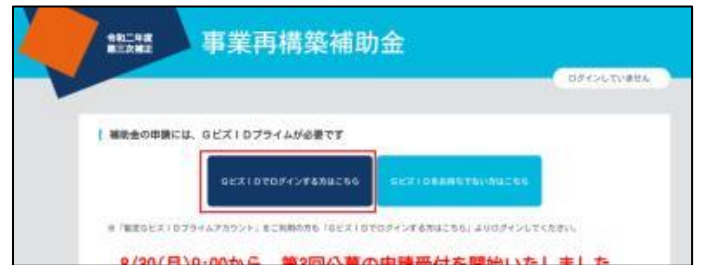 令和二年度
第三次補正
事業再構築補助金
ログインしていません
補助金の申請には、GビズIDプライムが必要です
GビズIDでログインする方はこちら
GビズIDをお持ちでない方はこちら
※「暫定GビズIDプライムアカウント」をご利用の方も「GビズIDでログインする方はこちら」よりログインしてください。
8/30(月)9:00から、第3回公募の申請受付を開始いたしました